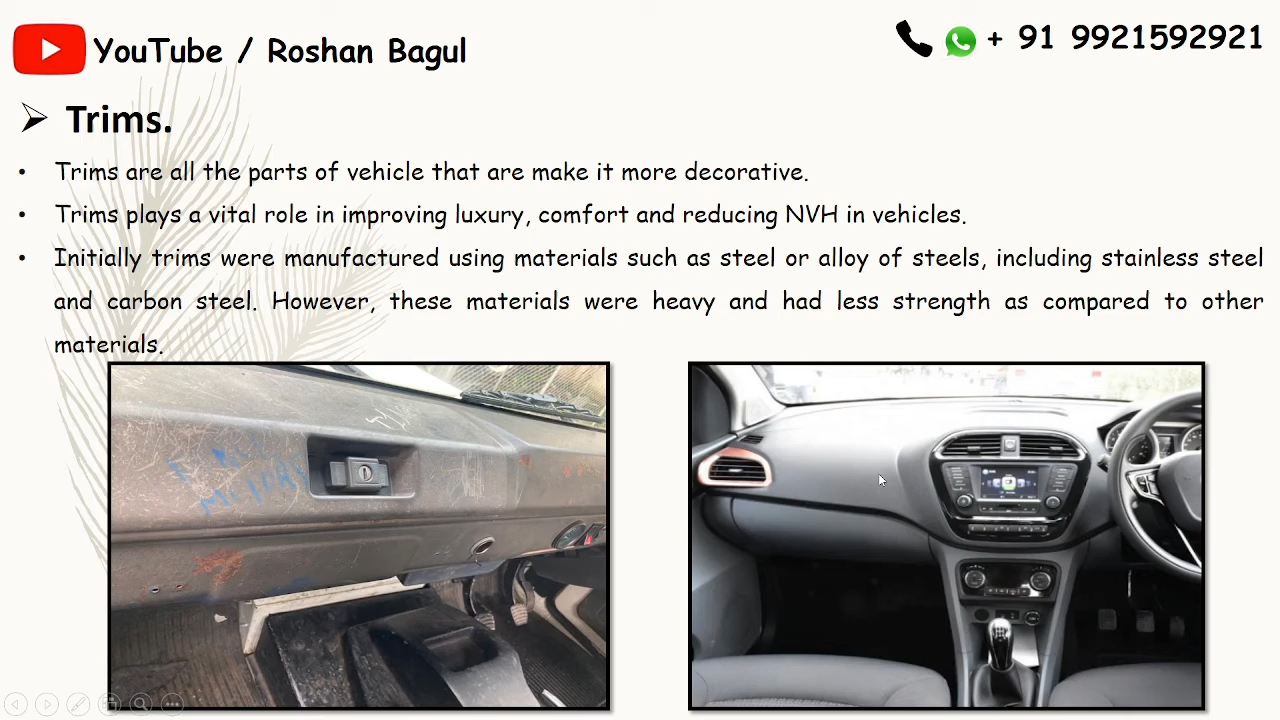 YouTube / Roshan Bagul
+ 91 9921592921
Trims.
Trims are all the parts of vehicle that are make it more decorative.
Trims plays a vital role in improving luxury, comfort and reducing NVH in vehicles.
Initially trims were manufactured using materials such as steel or alloy of steels, including stainless steel
and carbon steel. However, these materials were heavy and had less strength as compared to other
materials.